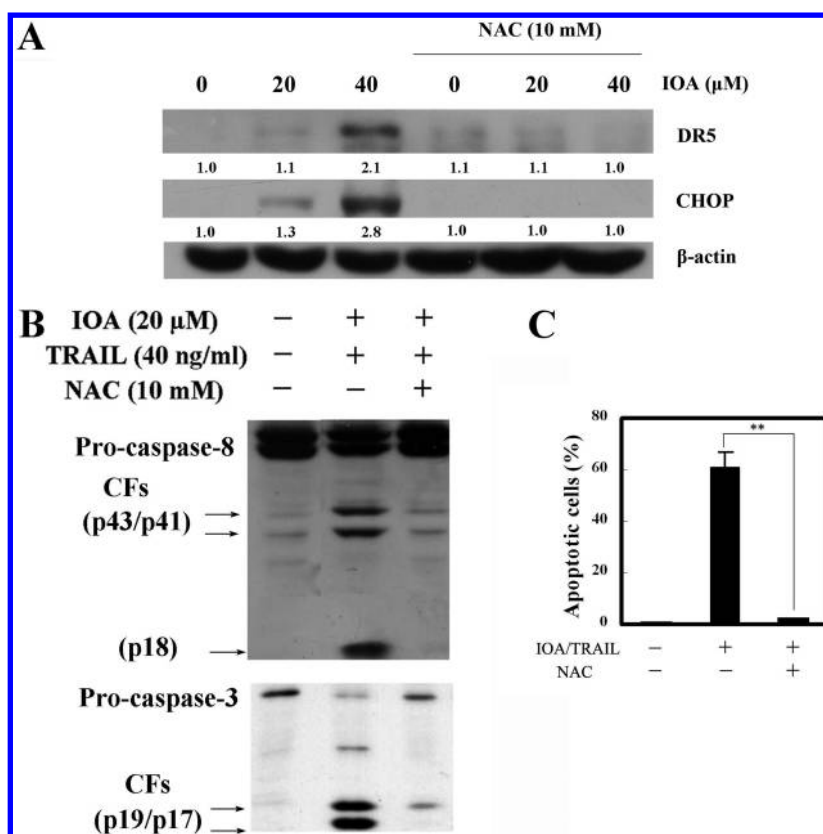 A
NAC (10 mM)
0 20 40 0 20 40 IOA (μM)
DR5
1.0 1.1 2.1 1.1 1.1 1.0
CHOP
1.0 1.3 2.8 1.0 1.0 1.0
β-actin
B
IOA (20 μM) − + +
TRAIL (40 ng/ml) − + +
NAC (10 mM) − − +
Pro-caspase-8
CFs
(p43/p41)
(p18)
Pro-caspase-3
CFs
(p19/p17)
C
Apoptotic cells (%)
80
60
40
20
0
**
IOA/TRAIL − + +
NAC − − +